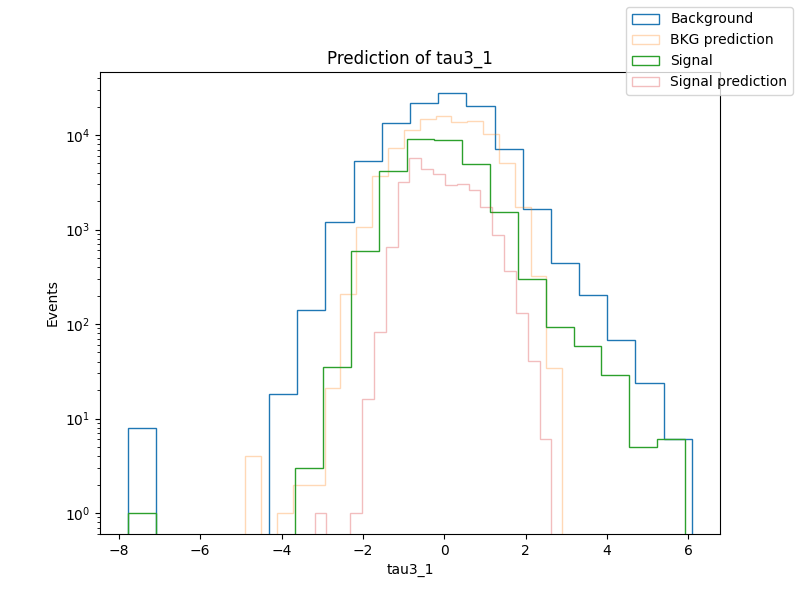 Background
BKG prediction
Signal
Signal prediction
Prediction of tau3_1
Events
10⁴
10³
10²
10¹
10⁰
−8 −6 −4 −2 0 2 4 6
tau3_1